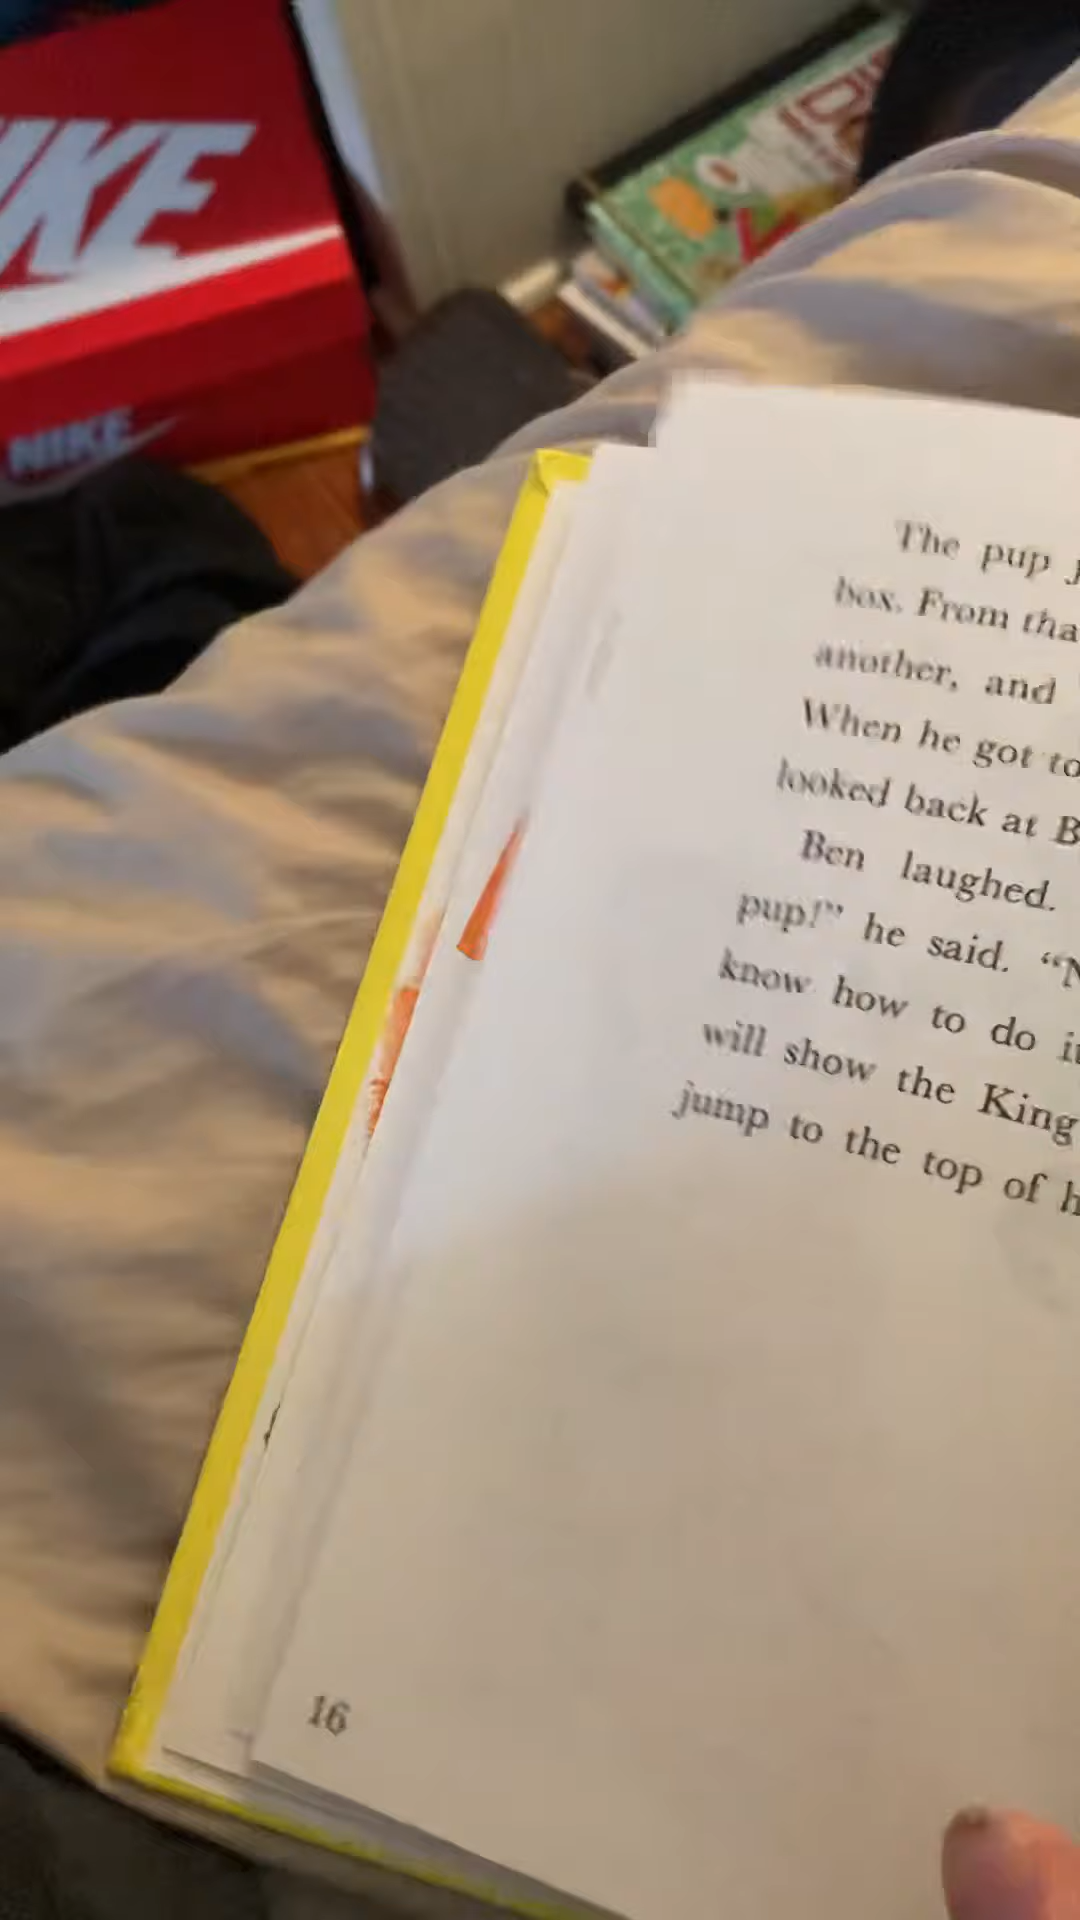 NIKE
NIKE
The pup j
box. From tha
another, and
When he got to
looked back at B
Ben laughed.
pup!” he said. “N
know how to do it
will show the King
jump to the top of h
16